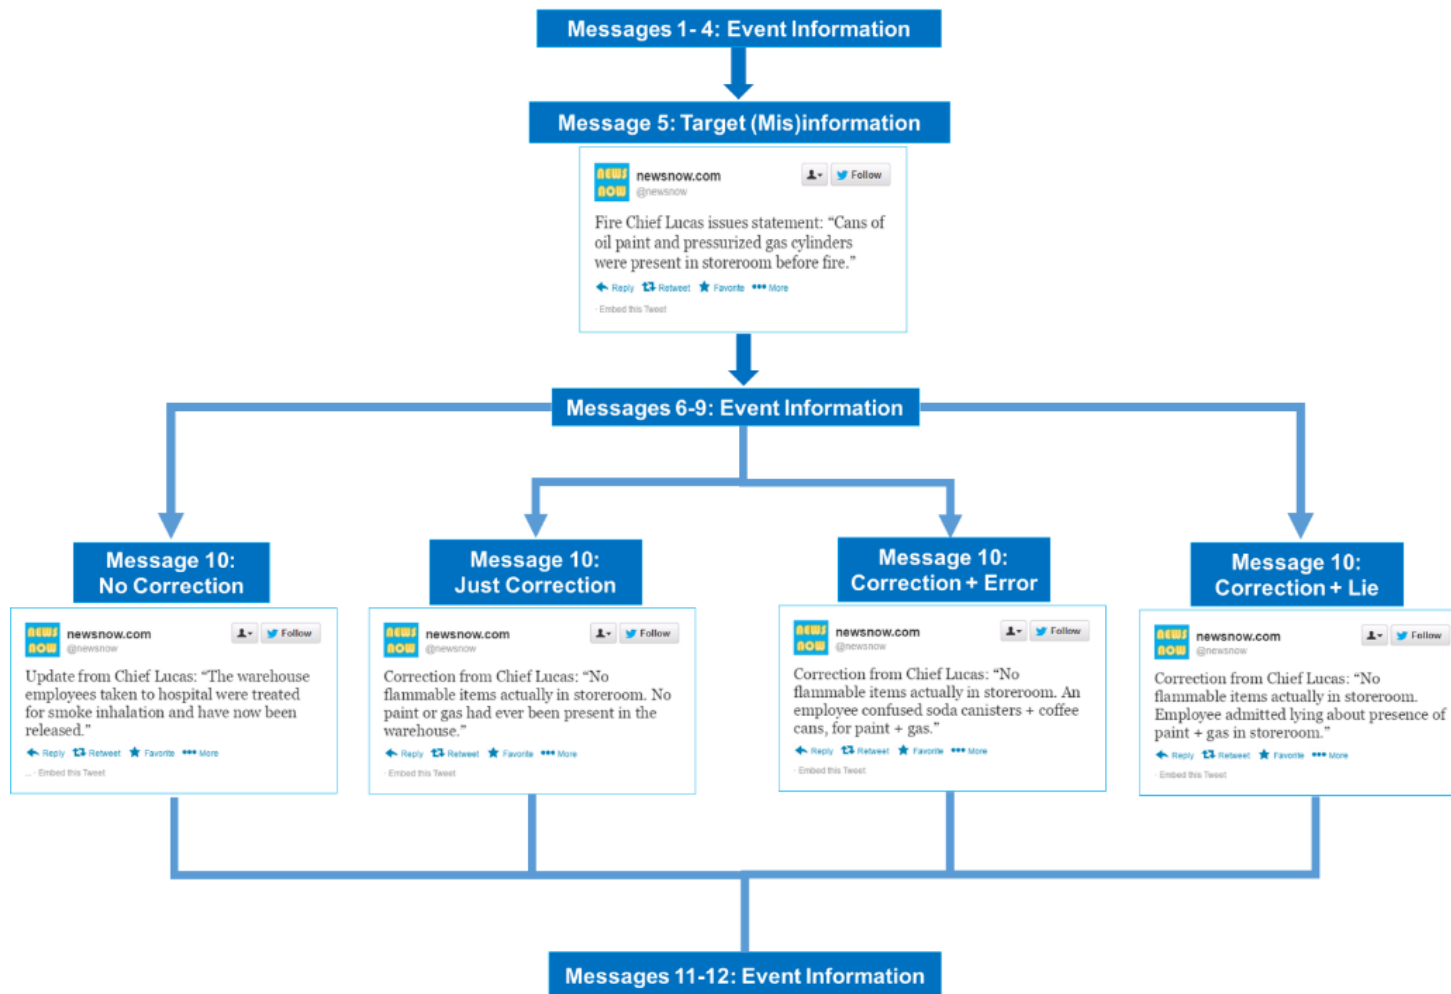 Messages 1- 4: Event Information
Message 5: Target (Mis)information
NEWS
NOW
newsnow.com
@newsnow
Follow
Fire Chief Lucas issues statement: “Cans of
oil paint and pressurized gas cylinders
were present in storeroom before fire.”
Reply Retweet Favorite ••• More
· Embed this Tweet
Messages 6-9: Event Information
Message 10:
No Correction
NEWS
NOW
newsnow.com
@newsnow
Follow
Update from Chief Lucas: “The warehouse
employees taken to hospital were treated
for smoke inhalation and have now been
released.”
Reply Retweet Favorite ••• More
... · Embed this Tweet
Message 10:
Just Correction
NEWS
NOW
newsnow.com
@newsnow
Follow
Correction from Chief Lucas: “No
flammable items actually in storeroom. No
paint or gas had ever been present in the
warehouse.”
Reply Retweet Favorite ••• More
· Embed this Tweet
Message 10:
Correction + Error
NEWS
NOW
newsnow.com
@newsnow
Follow
Correction from Chief Lucas: “No
flammable items actually in storeroom. An
employee confused soda canisters + coffee
cans, for paint + gas.”
Reply Retweet Favorite ••• More
· Embed this Tweet
Message 10:
Correction + Lie
NEWS
NOW
newsnow.com
@newsnow
Follow
Correction from Chief Lucas: “No
flammable items actually in storeroom.
Employee admitted lying about presence of
paint + gas in storeroom.”
Reply Retweet Favorite ••• More
· Embed this Tweet
Messages 11-12: Event Information